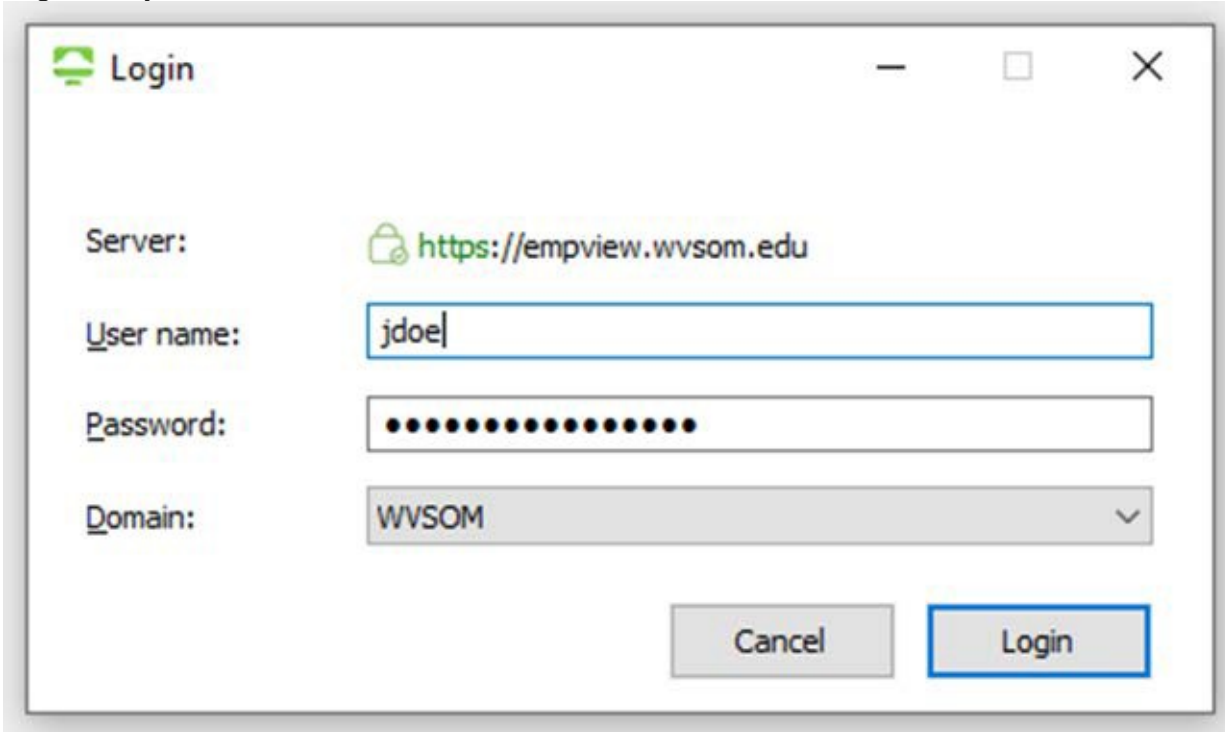 Login
Server: https://empview.wvsom.edu
User name: jdoe
Password: ••••••••••••••••
Domain: WVSOM
Cancel Login